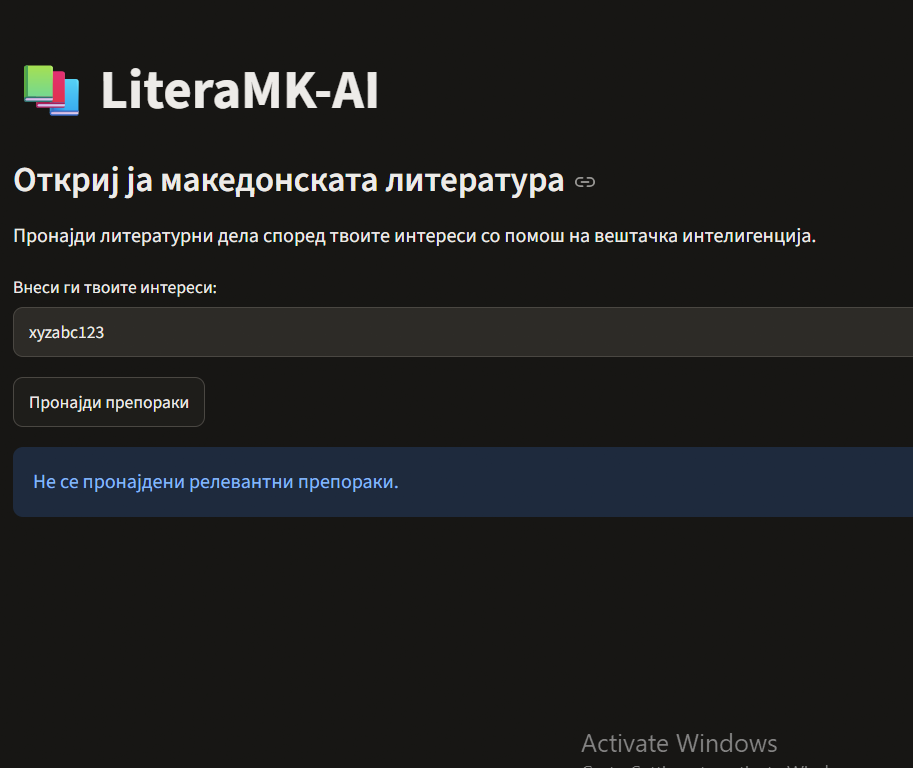 LiteraMK-AI
Откриј ја македонската литература
Пронајди литературни дела според твоите интереси со помош на вештачка интелигенција.
Внеси ги твоите интереси:
xyzabc123
Пронајди препораки
Не се пронајдени релевантни препораки.
Activate Windows